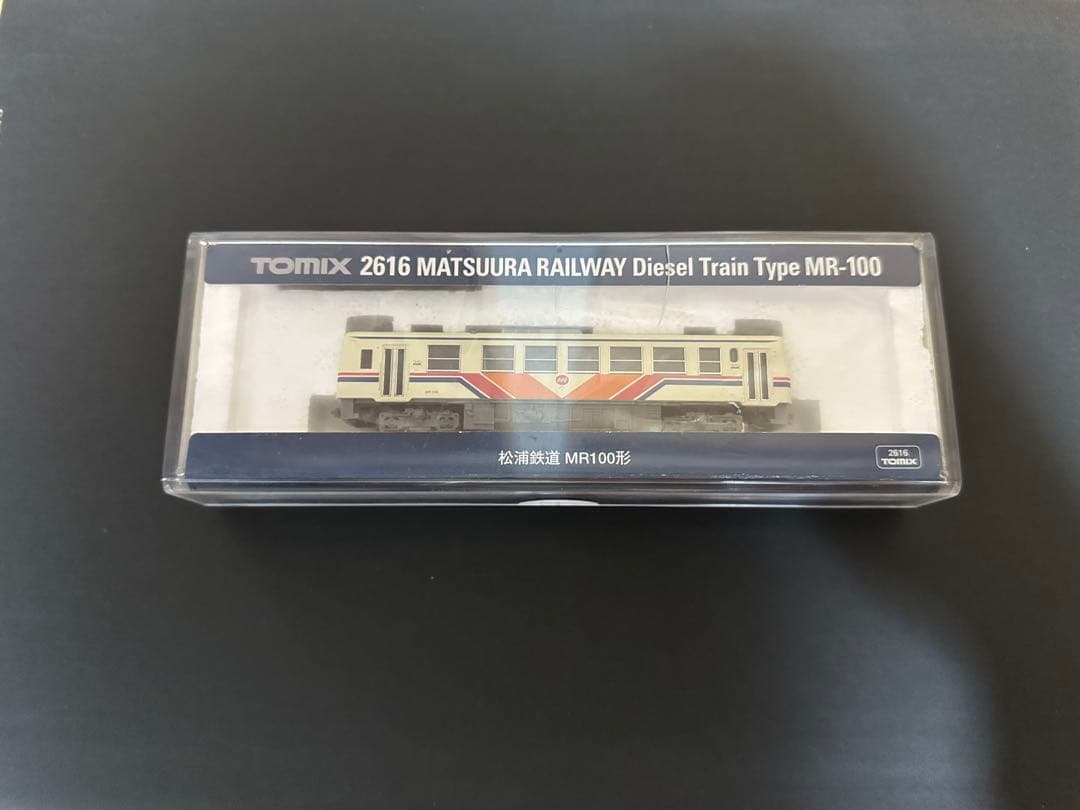 TOMIX 2616 MATSUURA RAILWAY Diesel Train Type MR-100
松浦鉄道 MR100形
2616
TOMIX